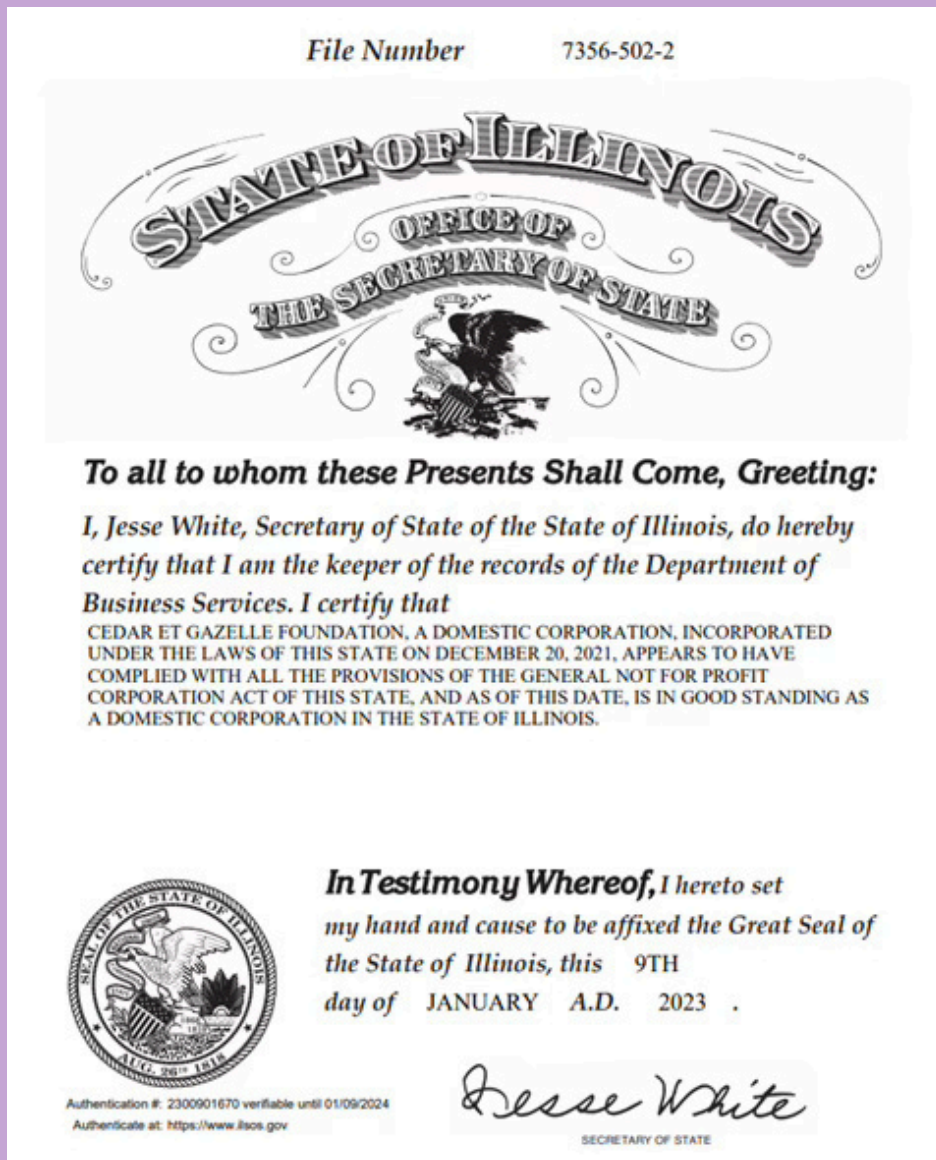 File Number 7356-502-2
STATE OF ILLINOIS
OFFICE OF
THE SECRETARY OF STATE
To all to whom these Presents Shall Come, Greeting:
I, Jesse White, Secretary of State of the State of Illinois, do hereby
certify that I am the keeper of the records of the Department of
Business Services. I certify that
CEDAR ET GAZELLE FOUNDATION, A DOMESTIC CORPORATION, INCORPORATED
UNDER THE LAWS OF THIS STATE ON DECEMBER 20, 2021, APPEARS TO HAVE
COMPLIED WITH ALL THE PROVISIONS OF THE GENERAL NOT FOR PROFIT
CORPORATION ACT OF THIS STATE, AND AS OF THIS DATE, IS IN GOOD STANDING AS
A DOMESTIC CORPORATION IN THE STATE OF ILLINOIS.
In Testimony Whereof, I hereto set
my hand and cause to be affixed the Great Seal of
the State of Illinois, this 9TH
day of JANUARY A.D. 2023 .
SEAL OF THE STATE OF ILLINOIS
AUG. 26TH 1818
Authentication #: 2300901670 verifiable until 01/09/2024
Authenticate at: https://www.ilsos.gov
Jesse White
SECRETARY OF STATE